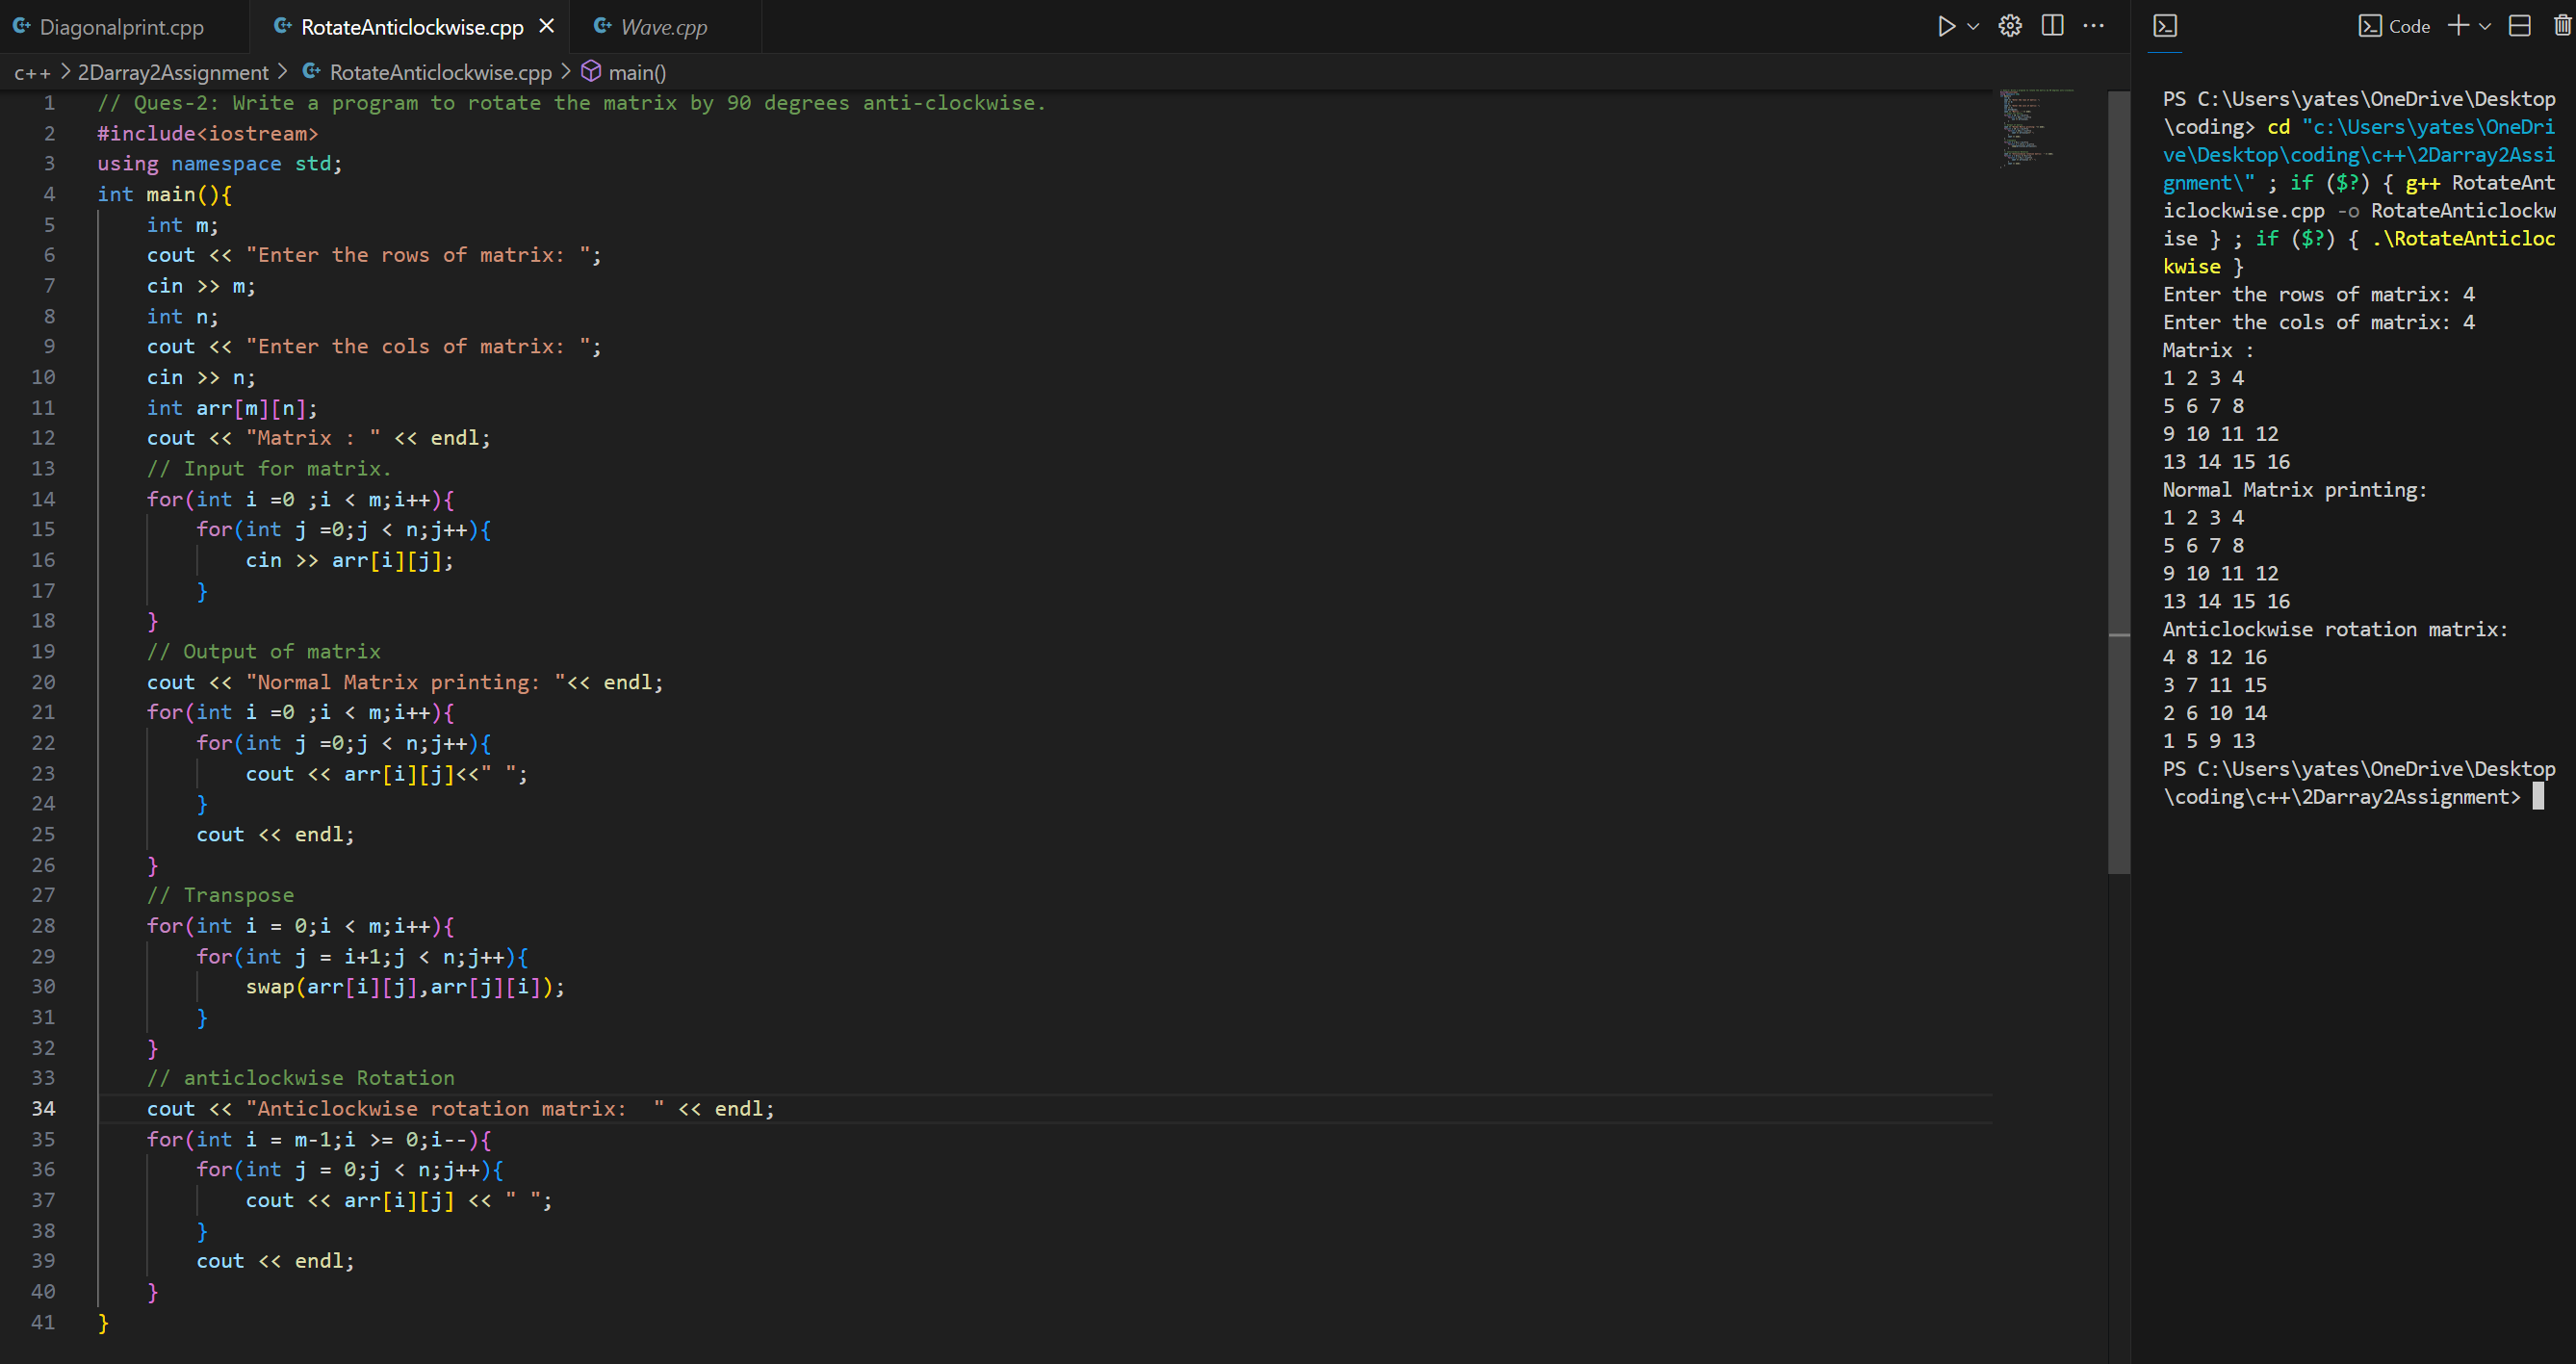 Diagonalprint.cpp
RotateAnticlockwise.cpp
Wave.cpp
c++ > 2Darray2Assignment > RotateAnticlockwise.cpp > main()
1 // Ques-2: Write a program to rotate the matrix by 90 degrees anti-clockwise.
2 #include<iostream>
3 using namespace std;
4 int main(){
5     int m;
6     cout << "Enter the rows of matrix: ";
7     cin >> m;
8     int n;
9     cout << "Enter the cols of matrix: ";
10     cin >> n;
11     int arr[m][n];
12     cout << "Matrix : " << endl;
13     // Input for matrix.
14     for(int i =0 ;i < m;i++){
15         for(int j =0;j < n;j++){
16             cin >> arr[i][j];
17         }
18     }
19     // Output of matrix
20     cout << "Normal Matrix printing: "<< endl;
21     for(int i =0 ;i < m;i++){
22         for(int j =0;j < n;j++){
23             cout << arr[i][j]<<" ";
24         }
25         cout << endl;
26     }
27     // Transpose
28     for(int i = 0;i < m;i++){
29         for(int j = i+1;j < n;j++){
30             swap(arr[i][j],arr[j][i]);
31         }
32     }
33     // anticlockwise Rotation
34     cout << "Anticlockwise rotation matrix:  " << endl;
35     for(int i = m-1;i >= 0;i--){
36         for(int j = 0;j < n;j++){
37             cout << arr[i][j] << " ";
38         }
39         cout << endl;
40     }
41 }
Code
PS C:\Users\yates\OneDrive\Desktop
\coding> cd "c:\Users\yates\OneDri
ve\Desktop\coding\c++\2Darray2Assi
gnment\" ; if ($?) { g++ RotateAnt
iclockwise.cpp -o RotateAnticlockw
ise } ; if ($?) { .\RotateAnticloc
kwise }
Enter the rows of matrix: 4
Enter the cols of matrix: 4
Matrix :
1 2 3 4
5 6 7 8
9 10 11 12
13 14 15 16
Normal Matrix printing:
1 2 3 4
5 6 7 8
9 10 11 12
13 14 15 16
Anticlockwise rotation matrix:
4 8 12 16
3 7 11 15
2 6 10 14
1 5 9 13
PS C:\Users\yates\OneDrive\Desktop
\coding\c++\2Darray2Assignment>